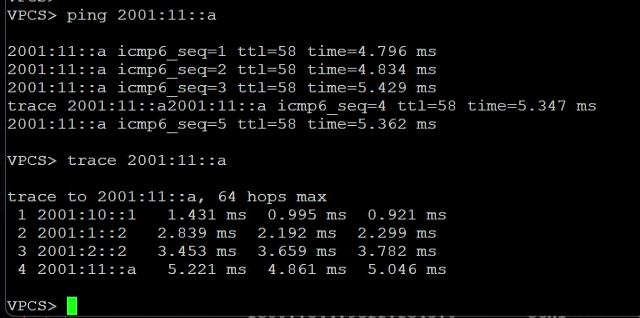 VPCS> ping 2001:11::a
2001:11::a icmp6_seq=1 ttl=58 time=4.796 ms
2001:11::a icmp6_seq=2 ttl=58 time=4.834 ms
2001:11::a icmp6_seq=3 ttl=58 time=5.429 ms
trace 2001:11::a2001:11::a icmp6_seq=4 ttl=58 time=5.347 ms
2001:11::a icmp6_seq=5 ttl=58 time=5.362 ms
VPCS> trace 2001:11::a
trace to 2001:11::a, 64 hops max
1 2001:10::1 1.431 ms 0.995 ms 0.921 ms
2 2001:1::2 2.839 ms 2.192 ms 2.299 ms
3 2001:2::2 3.453 ms 3.659 ms 3.782 ms
4 2001:11::a 5.221 ms 4.861 ms 5.046 ms
VPCS>